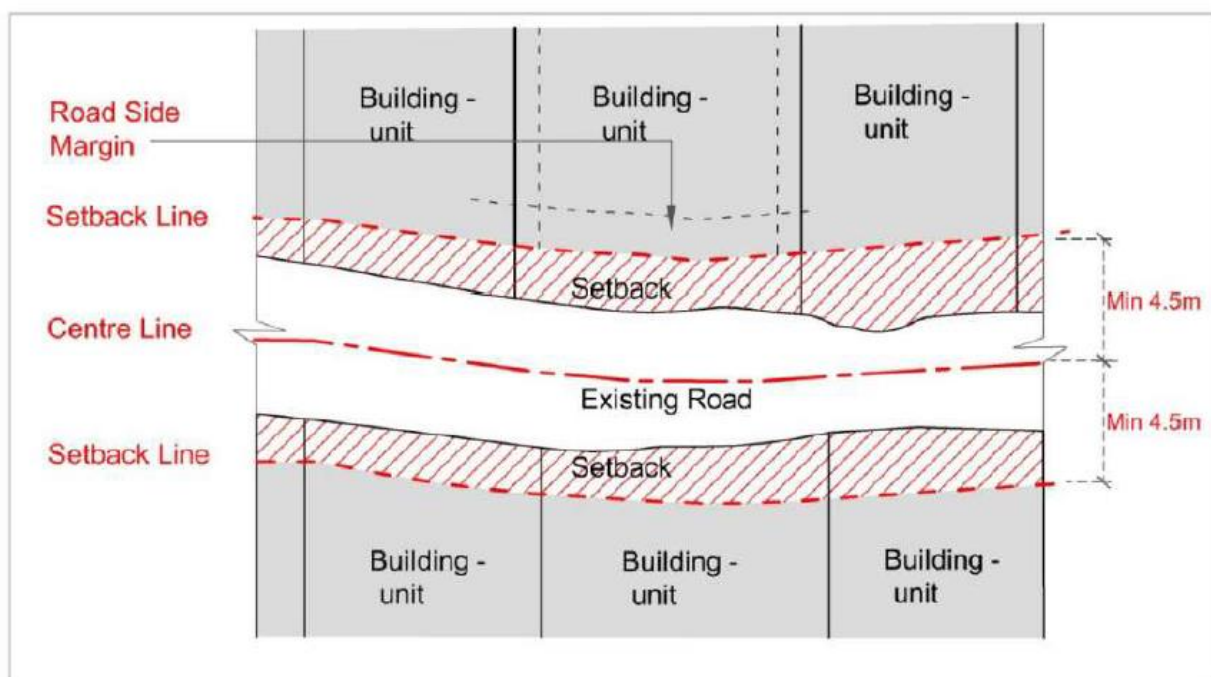 Road Side
Margin
Building -
unit
Building -
unit
Building -
unit
Setback Line
Setback
Min 4.5m
Centre Line
Existing Road
Min 4.5m
Setback Line
Setback
Building -
unit
Building -
unit
Building -
unit